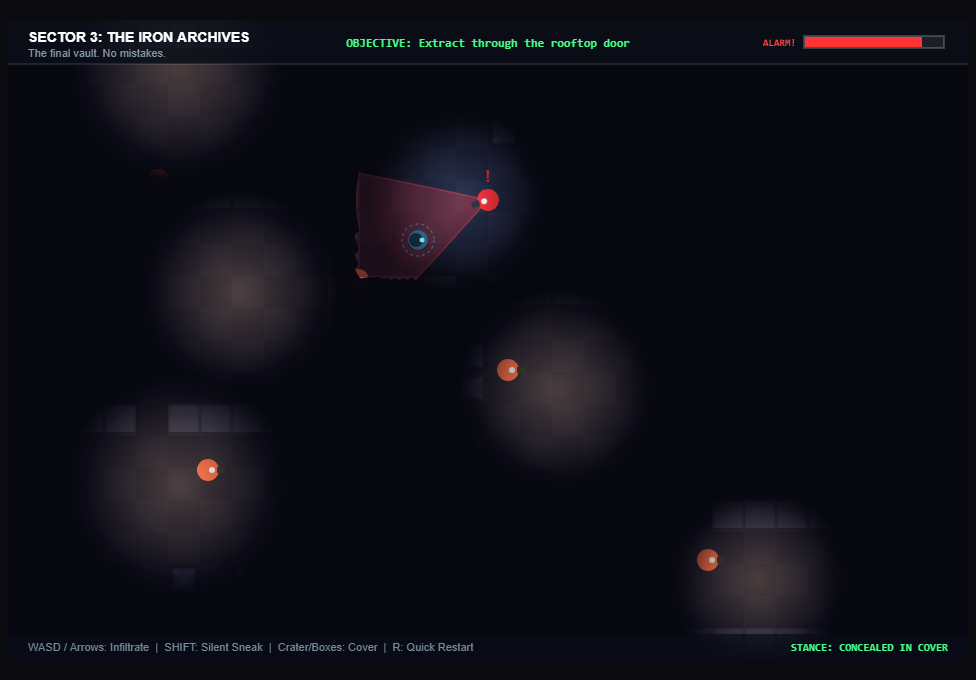 SECTOR 3: THE IRON ARCHIVES
The final vault. No mistakes.
OBJECTIVE: Extract through the rooftop door
ALARM!
!
WASD / Arrows: Infiltrate | SHIFT: Silent Sneak | Crater/Boxes: Cover | R: Quick Restart
STANCE: CONCEALED IN COVER